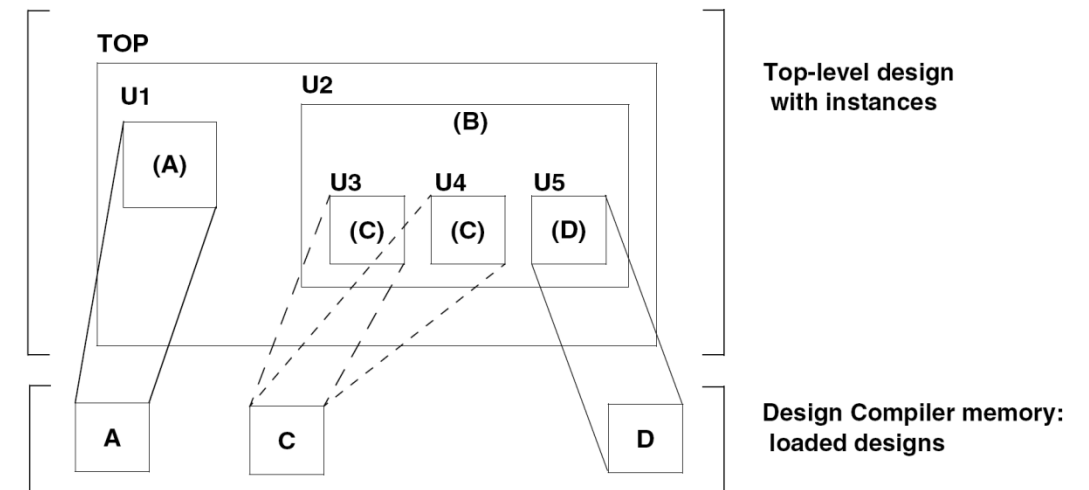 TOP
U1
U2
(A)
(B)
U3
U4
U5
(C)
(C)
(D)
Top-level design
with instances
A
C
D
Design Compiler memory:
loaded designs